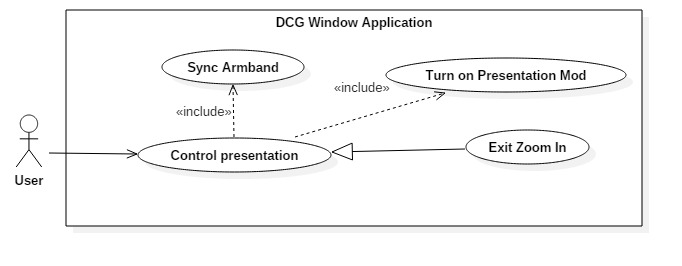 DCG Window Application
Sync Armband
Turn on Presentation Mod
«include»
«include»
Control presentation
Exit Zoom In
User